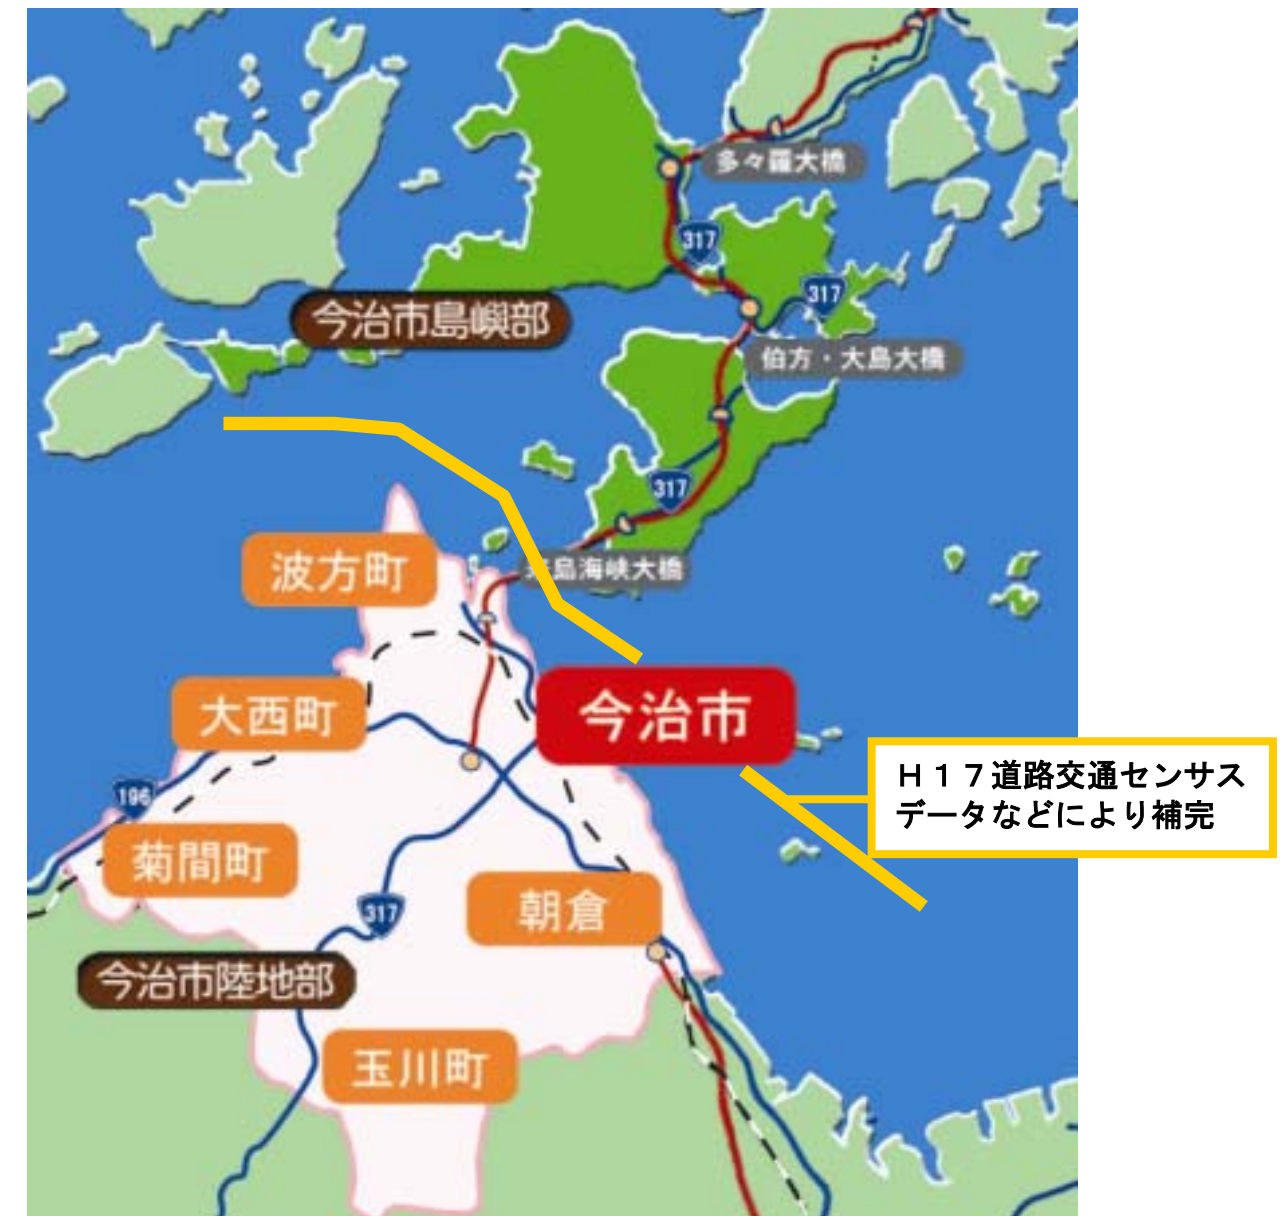 多々羅大橋
317
317
今治市島嶼部
伯方・大島大橋
317
波方町
島海峡大橋
大西町
今治市
H17道路交通センサス
データなどにより補完
196
菊間町
朝倉
317
今治市陸地部
玉川町